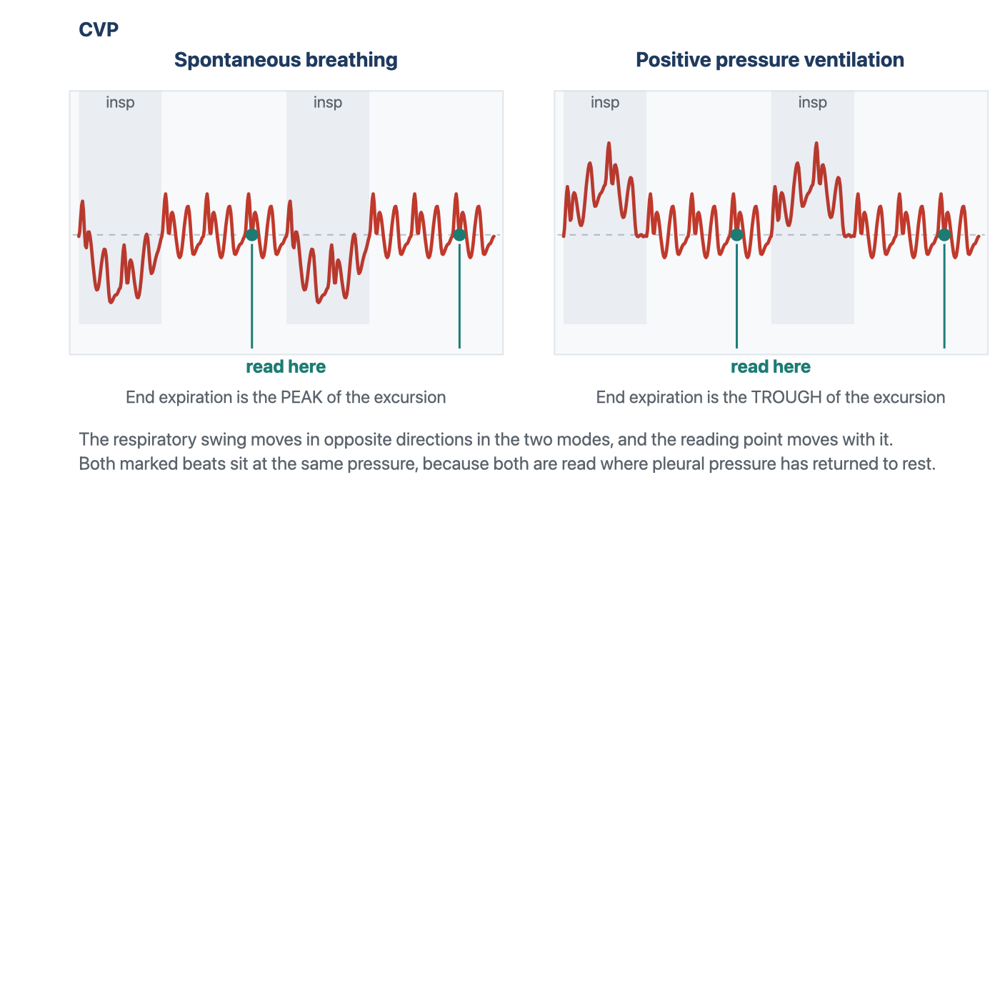 CVP
Spontaneous breathing
Positive pressure ventilation
insp
insp
insp
insp
read here
read here
End expiration is the PEAK of the excursion
End expiration is the TROUGH of the excursion
The respiratory swing moves in opposite directions in the two modes, and the reading point moves with it.
Both marked beats sit at the same pressure, because both are read where pleural pressure has returned to rest.